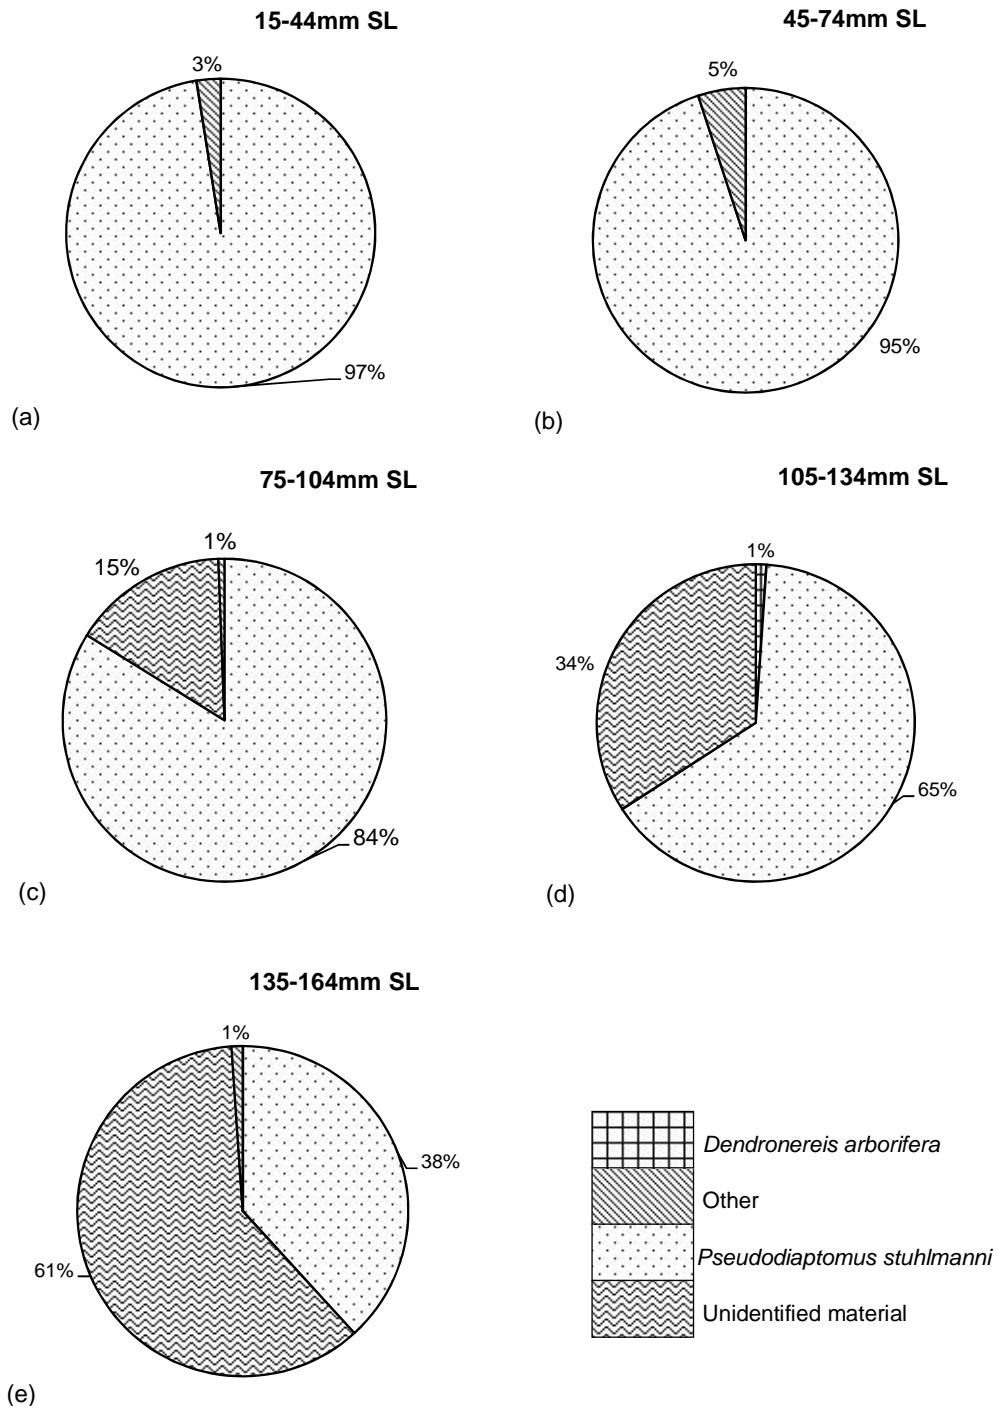 15-44mm SL
3%
97%
(a)
45-74mm SL
5%
95%
(b)
75-104mm SL
1%
15%
84%
(c)
105-134mm SL
1%
34%
65%
(d)
135-164mm SL
1%
38%
61%
(e)
Dendronereis arborifera
Other
Pseudodiaptomus stuhlmanni
Unidentified material